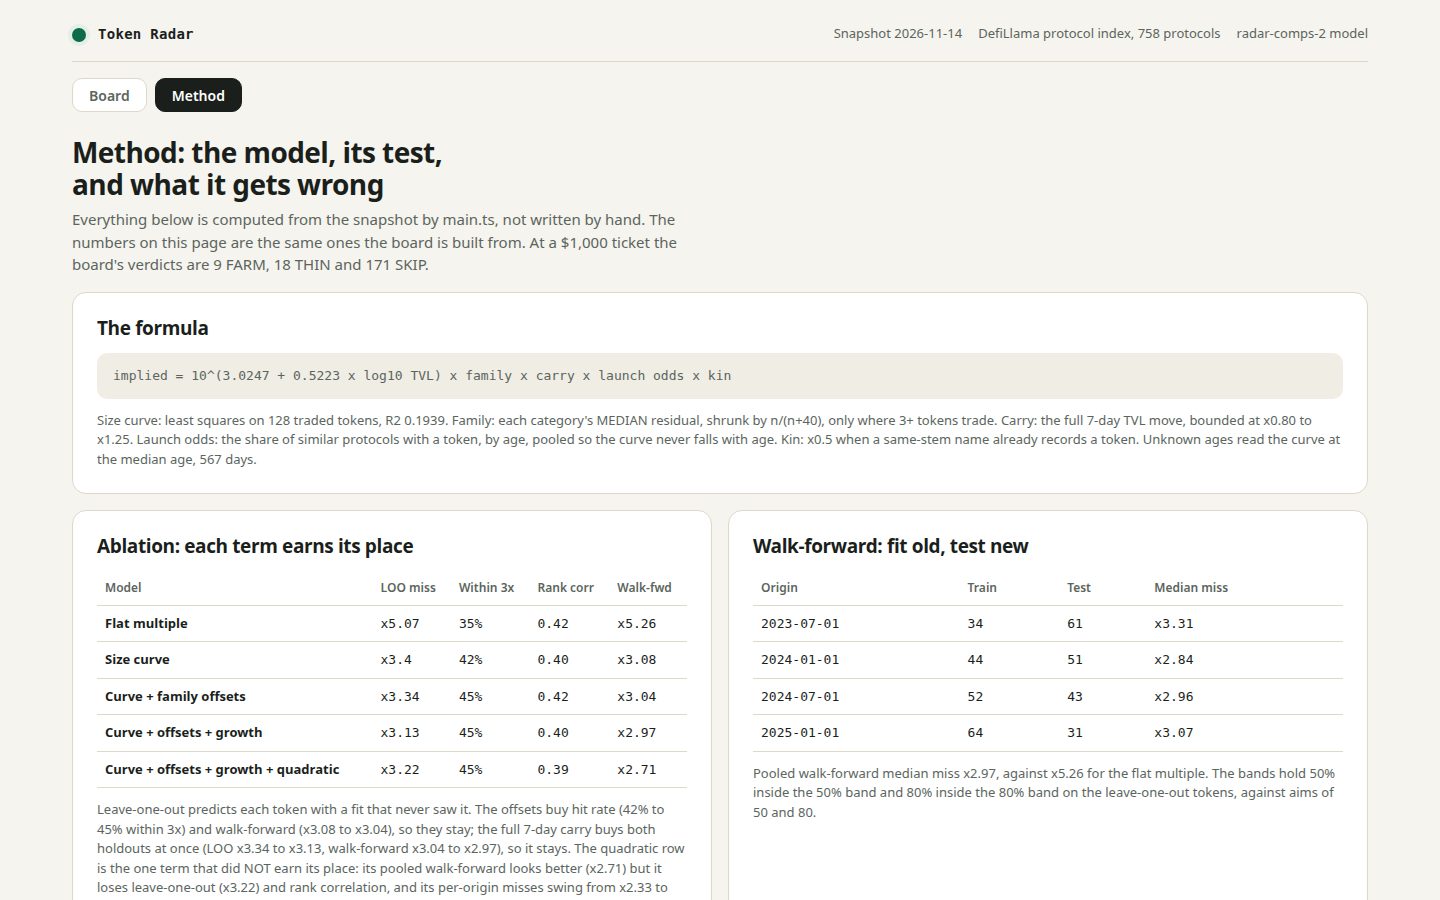 Token Radar
Snapshot 2026-11-14 DefiLlama protocol index, 758 protocols radar-comps-2 model
Board Method
Method: the model, its test,
and what it gets wrong
Everything below is computed from the snapshot by main.ts, not written by hand. The
numbers on this page are the same ones the board is built from. At a $1,000 ticket the
board's verdicts are 9 FARM, 18 THIN and 171 SKIP.
The formula
implied = 10^(3.0247 + 0.5223 x log10 TVL) x family x carry x launch odds x kin
Size curve: least squares on 128 traded tokens, R2 0.1939. Family: each category's MEDIAN residual, shrunk by n/(n+40), only where 3+ tokens trade. Carry: the full 7-day TVL move, bounded at x0.80 to
x1.25. Launch odds: the share of similar protocols with a token, by age, pooled so the curve never falls with age. Kin: x0.5 when a same-stem name already records a token. Unknown ages read the curve at
the median age, 567 days.
Ablation: each term earns its place
Model LOO miss Within 3x Rank corr Walk-fwd
Flat multiple x5.07 35% 0.42 x5.26
Size curve x3.4 42% 0.40 x3.08
Curve + family offsets x3.34 45% 0.42 x3.04
Curve + offsets + growth x3.13 45% 0.40 x2.97
Curve + offsets + growth + quadratic x3.22 45% 0.39 x2.71
Leave-one-out predicts each token with a fit that never saw it. The offsets buy hit rate (42% to
45% within 3x) and walk-forward (x3.08 to x3.04), so they stay; the full 7-day carry buys both
holdouts at once (LOO x3.34 to x3.13, walk-forward x3.04 to x2.97), so it stays. The quadratic row
is the one term that did NOT earn its place: its pooled walk-forward looks better (x2.71) but it
loses leave-one-out (x3.22) and rank correlation, and its per-origin misses swing from x2.33 to
Walk-forward: fit old, test new
Origin Train Test Median miss
2023-07-01 34 61 x3.31
2024-01-01 44 51 x2.84
2024-07-01 52 43 x2.96
2025-01-01 64 31 x3.07
Pooled walk-forward median miss x2.97, against x5.26 for the flat multiple. The bands hold 50%
inside the 50% band and 80% inside the 80% band on the leave-one-out tokens, against aims of
50 and 80.